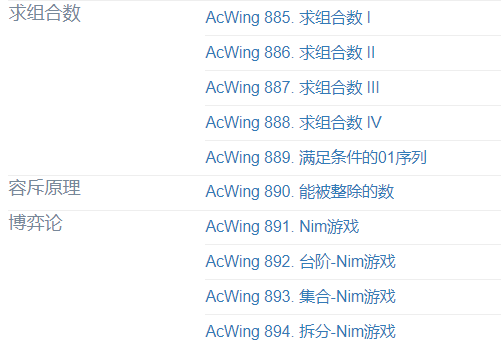 求组合数
AcWing 885. 求组合数 I
AcWing 886. 求组合数 II
AcWing 887. 求组合数 III
AcWing 888. 求组合数 IV
AcWing 889. 满足条件的01序列
容斥原理
AcWing 890. 能被整除的数
博弈论
AcWing 891. Nim游戏
AcWing 892. 台阶-Nim游戏
AcWing 893. 集合-Nim游戏
AcWing 894. 拆分-Nim游戏